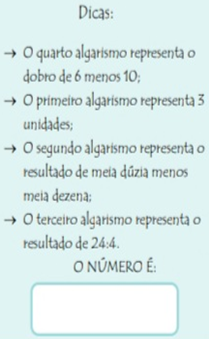 Dicas:
→ O quarto algarismo representa o
dobro de 6 menos 10;
→ O primeiro algarismo representa 3
unidades;
→ O segundo algarismo representa o
resultado de meia dúzia menos
meia dezena;
→ O terceiro algarismo representa o
resultado de 24:4.
O NÚMERO É: